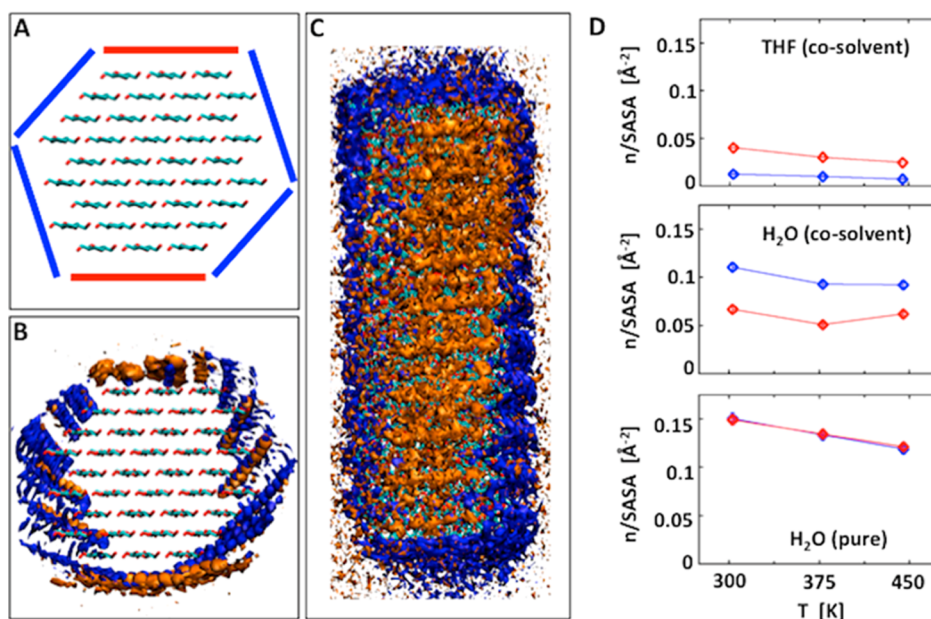 A
B
C
D
THF (co-solvent)
n/SASA [Å⁻²]
0.15
0.1
0.05
0
H₂O (co-solvent)
n/SASA [Å⁻²]
0.15
0.1
0.05
0
H₂O (pure)
n/SASA [Å⁻²]
0.15
0.1
0.05
0
300 375 450
T [K]